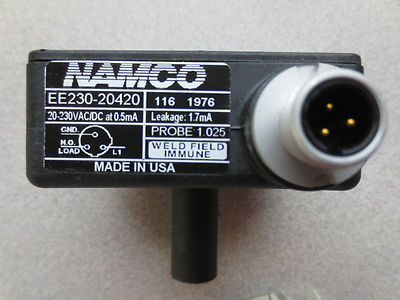 NAMCO
EE230-20420 116 1976
20-230VAC/DC at 0.5mA Leakage: 1.7mA
GND. PROBE 1.025
N.O.
LOAD L1
WELD FIELD
IMMUNE
MADE IN USA